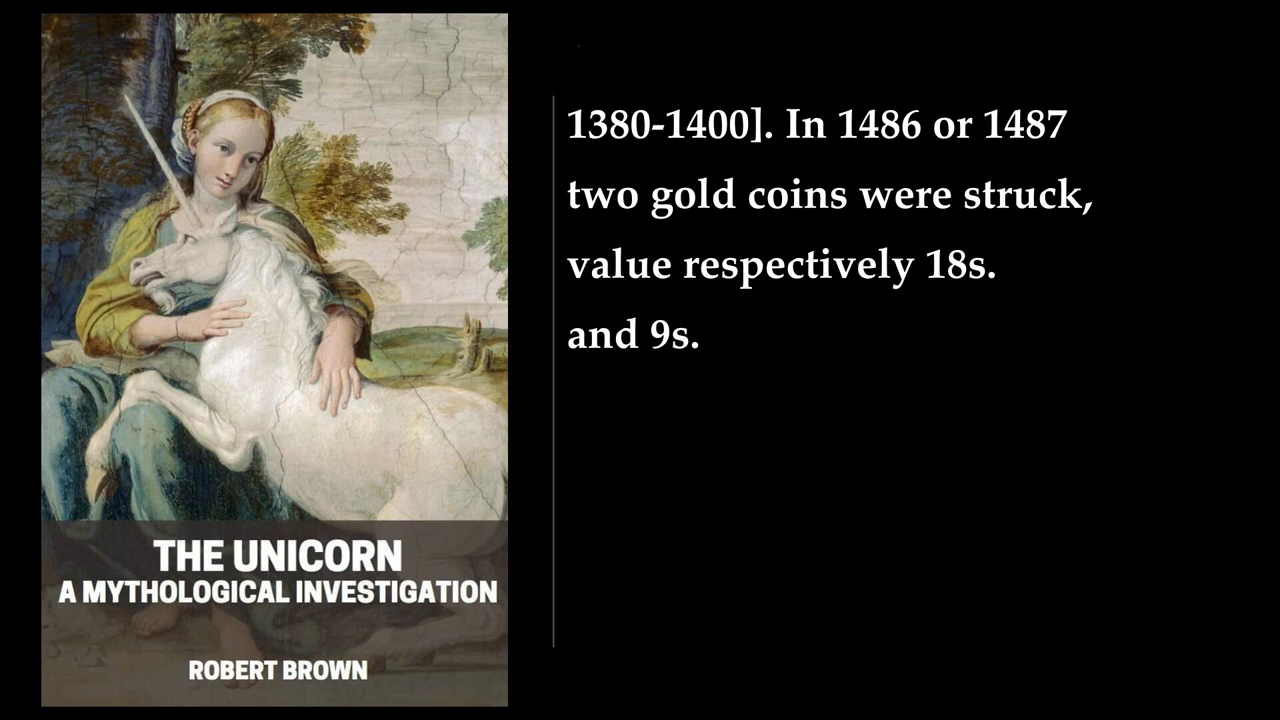 1380-1400]. In 1486 or 1487
two gold coins were struck,
value respectively 18s.
and 9s.
THE UNICORN
A MYTHOLOGICAL INVESTIGATION
ROBERT BROWN